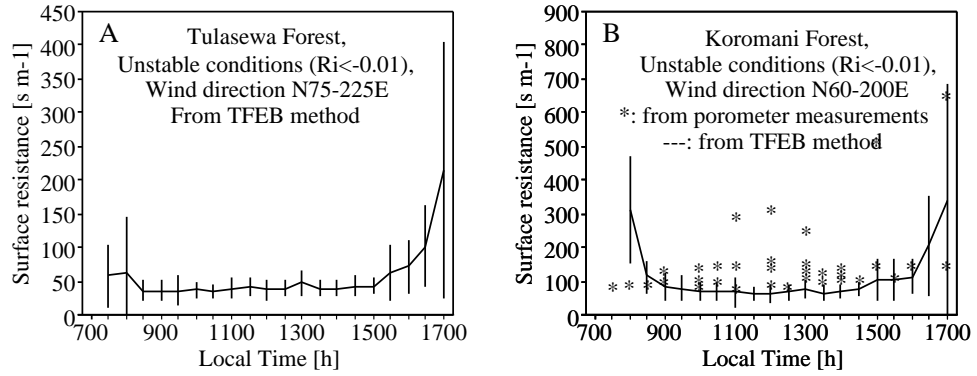 A
Tulasewa Forest,
Unstable conditions (Ri<-0.01),
Wind direction N75-225E
From TFEB method
Surface resistance [s m-1]
450
400
350
300
250
200
150
100
50
0
700 900 1100 1300 1500 1700
Local Time [h]
B
Koromani Forest,
Unstable conditions (Ri<-0.01),
Wind direction N60-200E
*: from porometer measurements
---: from TFEB method
Surface resistance [s m-1]
900
800
700
600
500
400
300
200
100
0
700 900 1100 1300 1500 1700
Local Time [h]